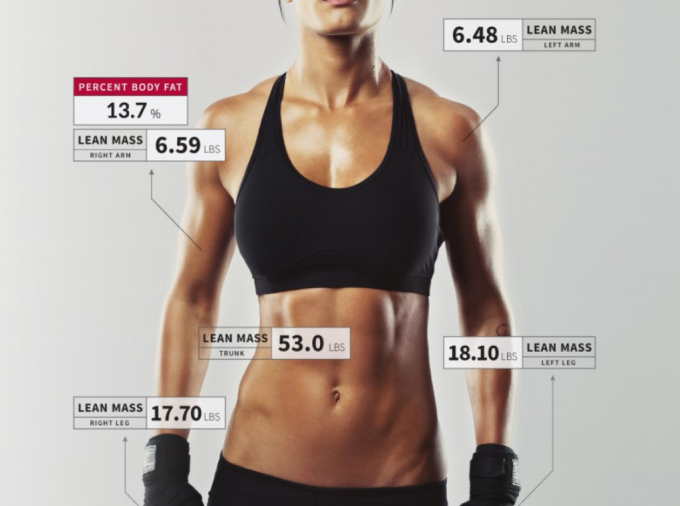 6.48 LBS LEAN MASS
LEFT ARM
PERCENT BODY FAT
13.7 %
LEAN MASS 6.59 LBS
RIGHT ARM
LEAN MASS 53.0 LBS
TRUNK
18.10 LBS LEAN MASS
LEFT LEG
LEAN MASS 17.70 LBS
RIGHT LEG